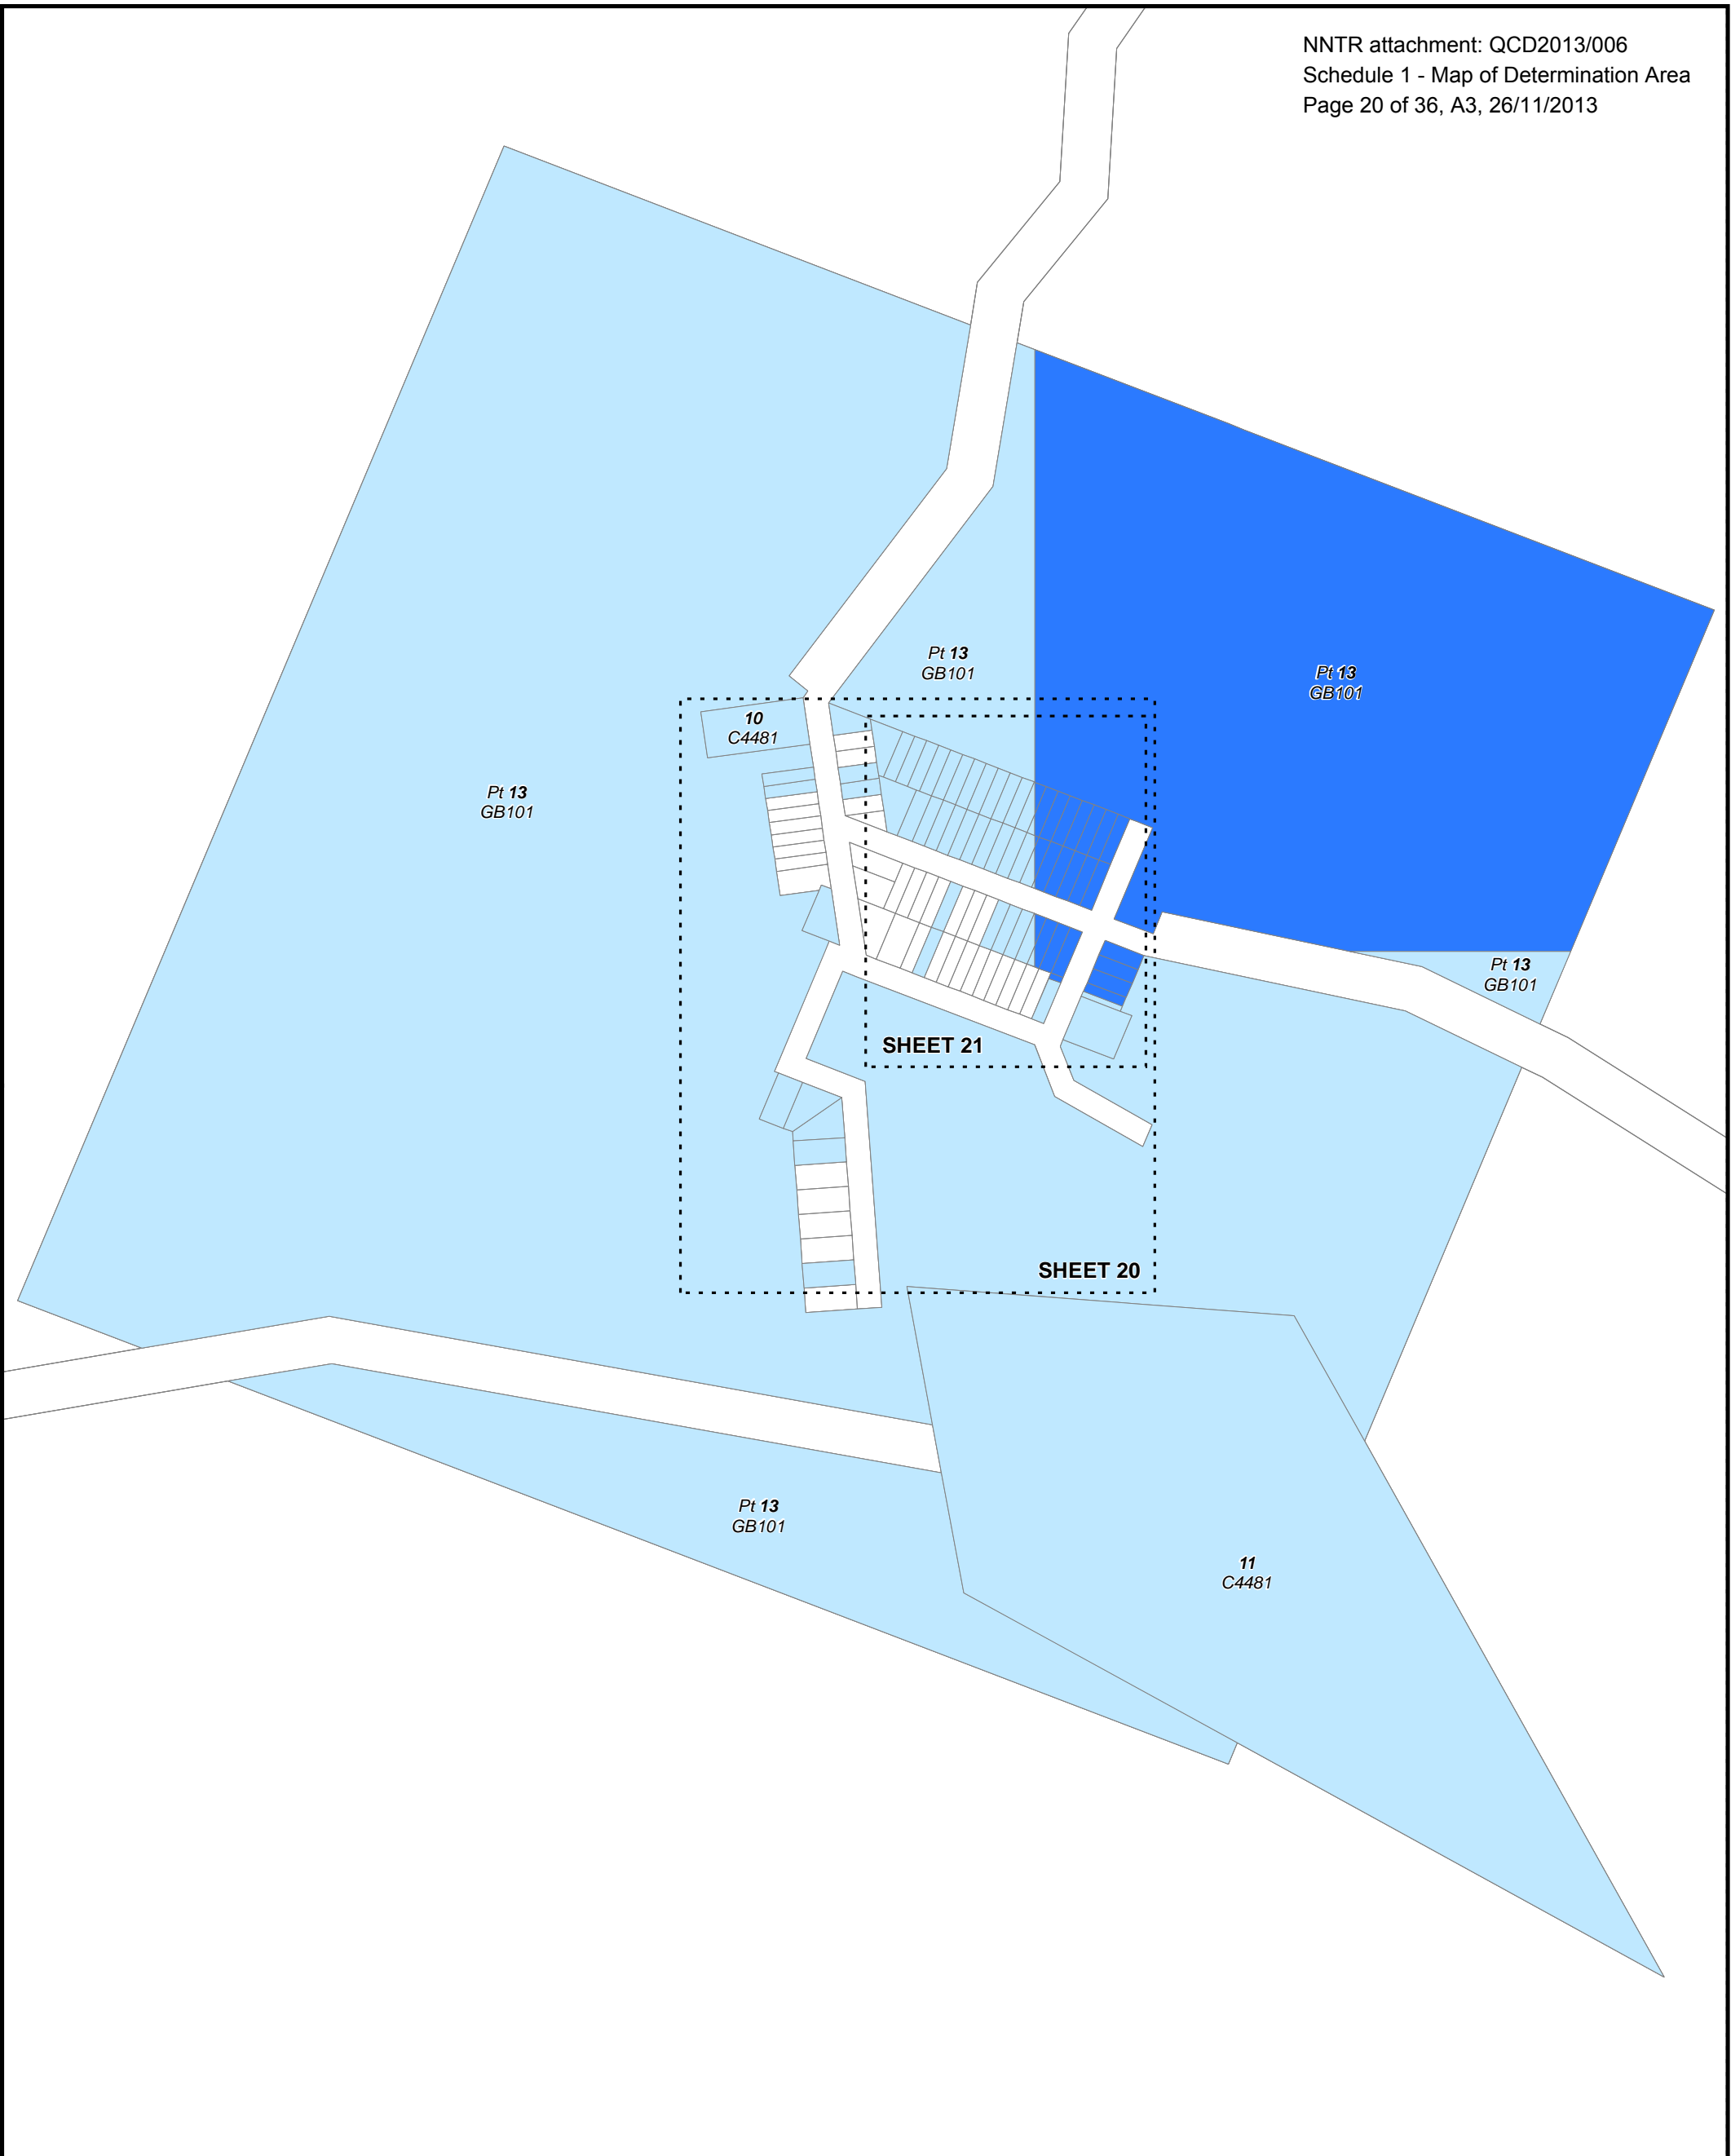 NNTR attachment: QCD2013/006
Schedule 1 - Map of Determination Area
Page 20 of 36, A3, 26/11/2013
Pt 13
GB101
Pt 13
GB101
10
C4481
Pt 13
GB101
Pt 13
GB101
SHEET 21
SHEET 20
Pt 13
GB101
11
C4481